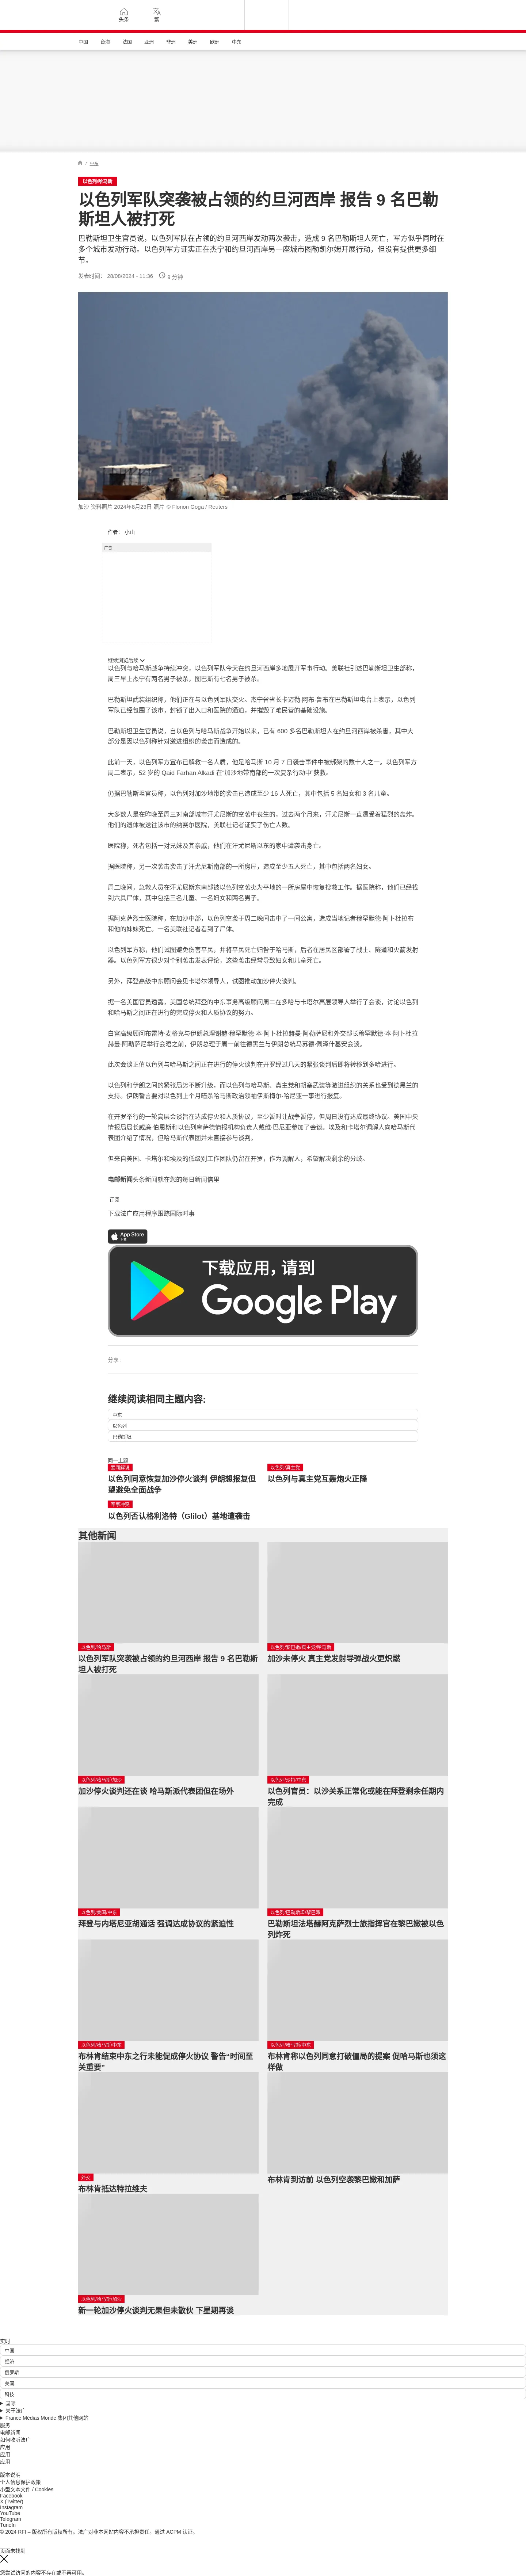 头条
繁
中国
台海
法国
亚洲
非洲
美洲
欧洲
中东
/ 中东
以色列/哈马斯
以色列军队突袭被占领的约旦河西岸 报告 9 名巴勒
斯坦人被打死
巴勒斯坦卫生官员说，以色列军队在占领的约旦河西岸发动两次袭击，造成 9 名巴勒斯坦人死亡，军方似乎同时在
多个城市发动行动。以色列军方证实正在杰宁和约旦河西岸另一座城市图勒凯尔姆开展行动，但没有提供更多细
节。
发表时间： 28/08/2024 - 11:36
9 分钟
加沙 资料照片 2024年8月23日 照片 © Florion Goga / Reuters
作者： 小山
广告
继续浏览后续
以色列与哈马斯战争持续冲突，以色列军队今天在约旦河西岸多地展开军事行动。美联社引述巴勒斯坦卫生部称，
周三早上杰宁有两名男子被杀，图巴斯有七名男子被杀。
巴勒斯坦武装组织称，他们正在与以色列军队交火。杰宁省省长卡迈勒·阿布·鲁布在巴勒斯坦电台上表示，以色列
军队已经包围了该市，封锁了出入口和医院的通道，并摧毁了难民营的基础设施。
巴勒斯坦卫生官员说，自以色列与哈马斯战争开始以来，已有 600 多名巴勒斯坦人在约旦河西岸被杀害，其中大
部分是因以色列称针对激进组织的袭击而造成的。
此前一天，以色列军方宣布已解救一名人质，他是哈马斯 10 月 7 日袭击事件中被绑架的数十人之一。以色列军方
周二表示，52 岁的 Qaid Farhan Alkadi 在“加沙地带南部的一次复杂行动中”获救。
仍据巴勒斯坦官员称，以色列对加沙地带的袭击已造成至少 16 人死亡，其中包括 5 名妇女和 3 名儿童。
大多数人是在昨晚至周三对南部城市汗尤尼斯的空袭中丧生的，过去两个月来，汗尤尼斯一直遭受着猛烈的轰炸。
他们的遗体被送往该市的纳赛尔医院，美联社记者证实了伤亡人数。
医院称，死者包括一对兄妹及其亲戚，他们在汗尤尼斯以东的家中遭袭击身亡。
据医院称，另一次袭击袭击了汗尤尼斯南部的一所房屋，造成至少五人死亡，其中包括两名妇女。
周二晚间，急救人员在汗尤尼斯东南部被以色列空袭夷为平地的一所房屋中恢复搜救工作。据医院称，他们已经找
到六具尸体，其中包括三名儿童、一名妇女和两名男子。
据阿克萨烈士医院称，在加沙中部，以色列空袭于周二晚间击中了一间公寓，造成当地记者穆罕默德·阿卜杜拉布
和他的妹妹死亡。一名美联社记者看到了尸体。
以色列军方称，他们试图避免伤害平民，并将平民死亡归咎于哈马斯，后者在居民区部署了战士、隧道和火箭发射
器。以色列军方很少对个别袭击发表评论，这些袭击经常导致妇女和儿童死亡。
另外，拜登高级中东顾问会见卡塔尔领导人，试图推动加沙停火谈判。
据一名美国官员透露，美国总统拜登的中东事务高级顾问周二在多哈与卡塔尔高层领导人举行了会谈，讨论以色列
和哈马斯之间正在进行的完成停火和人质协议的努力。
白宫高级顾问布雷特·麦格克与伊朗总理谢赫·穆罕默德·本·阿卜杜拉赫曼·阿勒萨尼和外交部长穆罕默德·本·阿卜杜拉
赫曼·阿勒萨尼举行会晤之前，伊朗总理于周一前往德黑兰与伊朗总统马苏德·佩泽什基安会谈。
此次会谈正值以色列与哈马斯之间正在进行的停火谈判在开罗经过几天的紧张谈判后即将转移到多哈进行。
以色列和伊朗之间的紧张局势不断升级，而以色列与哈马斯、真主党和胡塞武装等激进组织的关系也受到德黑兰的
支持。伊朗誓言要对以色列上个月暗杀哈马斯政治领袖伊斯梅尔·哈尼亚一事进行报复。
在开罗举行的一轮高层会谈旨在达成停火和人质协议，至少暂时让战争暂停，但周日没有达成最终协议。美国中央
情报局局长威廉·伯恩斯和以色列摩萨德情报机构负责人戴维·巴尼亚参加了会谈。埃及和卡塔尔调解人向哈马斯代
表团介绍了情况，但哈马斯代表团并未直接参与谈判。
但来自美国、卡塔尔和埃及的低级别工作团队仍留在开罗，作为调解人，希望解决剩余的分歧。
电邮新闻头条新闻就在您的每日新闻信里
订阅
下载法广应用程序跟踪国际时事
App Store
下载
下载应用，请到
Google Play
分享 :
继续阅读相同主题内容:
中东
以色列
巴勒斯坦
同一主题
要闻解说
以色列同意恢复加沙停火谈判 伊朗想报复但
望避免全面战争
以色列/真主党
以色列与真主党互轰炮火正隆
军事冲突
以色列否认格利洛特（Glilot）基地遭袭击
其他新闻
以色列/哈马斯
以色列军队突袭被占领的约旦河西岸 报告 9 名巴勒斯
坦人被打死
以色列/黎巴嫩/真主党/哈马斯
加沙未停火 真主党发射导弹战火更炽燃
以色列/哈马斯/加沙
加沙停火谈判还在谈 哈马斯派代表团但在场外
以色列/沙特/中东
以色列官员：以沙关系正常化或能在拜登剩余任期内
完成
以色列/美国/中东
拜登与内塔尼亚胡通话 强调达成协议的紧迫性
以色列/巴勒斯坦/黎巴嫩
巴勒斯坦法塔赫阿克萨烈士旅指挥官在黎巴嫩被以色
列炸死
以色列/哈马斯/中东
布林肯结束中东之行未能促成停火协议 警告“时间至
关重要”
以色列/哈马斯/中东
布林肯称以色列同意打破僵局的提案 促哈马斯也须这
样做
外交
布林肯抵达特拉维夫
布林肯到访前 以色列空袭黎巴嫩和加萨
以色列/哈马斯/加沙
新一轮加沙停火谈判无果但未散伙 下星期再谈
实时
中国
经济
俄罗斯
美国
科技
国际
关于法广
France Médias Monde 集团其他网站
服务
电邮新闻
如何收听法广
应用
应用
应用
版本说明
个人信息保护政策
小型文本文件 / Cookies
Facebook
X (Twitter)
Instagram
YouTube
Telegram
TuneIn
© 2024 RFI – 版权所有版权所有。法广对非本网站内容不承担责任。通过 ACPM 认证。
页面未找到
您尝试访问的内容不存在或不再可用。